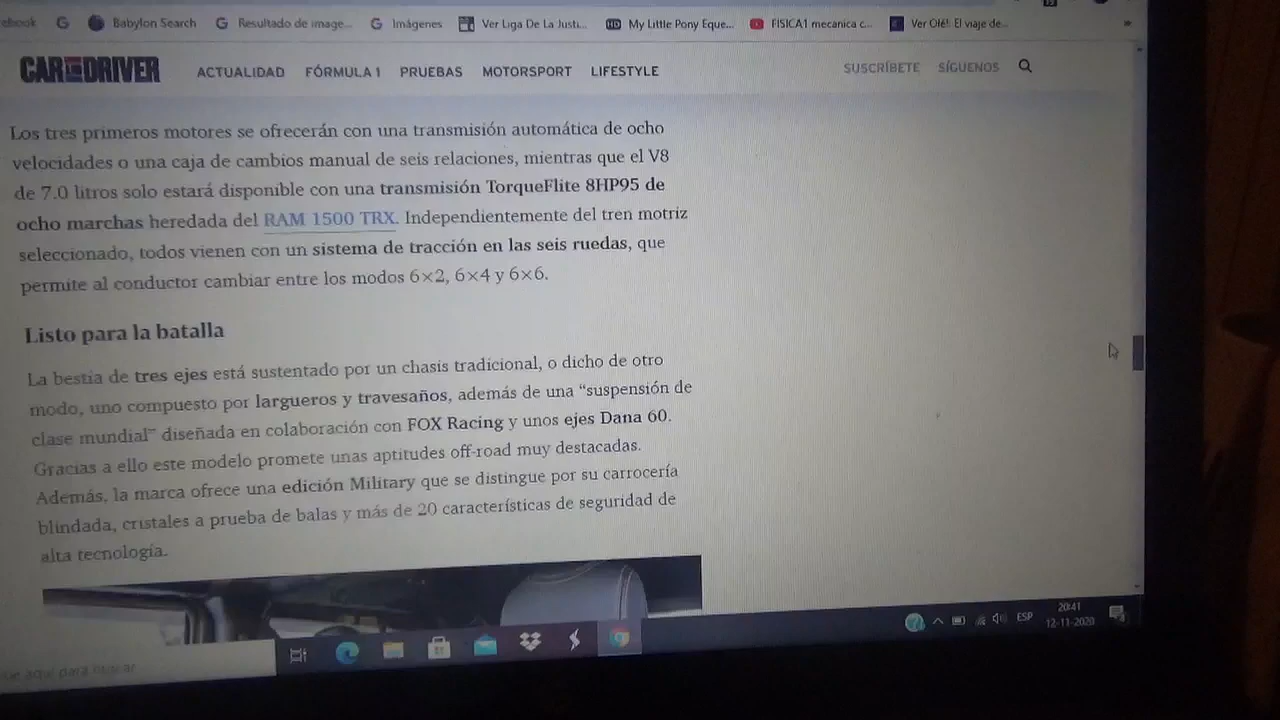 ebook
Babylon Search
Resultado de image...
Imágenes
Ver Liga De La Justi...
My Little Pony Eque...
FISICA1 mecanica c...
Ver Olé!: El viaje de...
»
CAR AND DRIVER
ACTUALIDAD
FÓRMULA 1
PRUEBAS
MOTORSPORT
LIFESTYLE
SUSCRÍBETE
SÍGUENOS
Los tres primeros motores se ofrecerán con una transmisión automática de ocho
velocidades o una caja de cambios manual de seis relaciones, mientras que el V8
de 7.0 litros solo estará disponible con una transmisión TorqueFlite 8HP95 de
ocho marchas heredada del RAM 1500 TRX. Independientemente del tren motriz
seleccionado, todos vienen con un sistema de tracción en las seis ruedas, que
permite al conductor cambiar entre los modos 6×2, 6×4 y 6×6.
Listo para la batalla
La bestia de tres ejes está sustentado por un chasis tradicional, o dicho de otro
modo, uno compuesto por largueros y travesaños, además de una “suspensión de
clase mundial” diseñada en colaboración con FOX Racing y unos ejes Dana 60.
Gracias a ello este modelo promete unas aptitudes off-road muy destacadas.
Además, la marca ofrece una edición Military que se distingue por su carrocería
blindada, cristales a prueba de balas y más de 20 características de seguridad de
alta tecnología.
aquí para buscar
ESP
20:41
12-11-2020